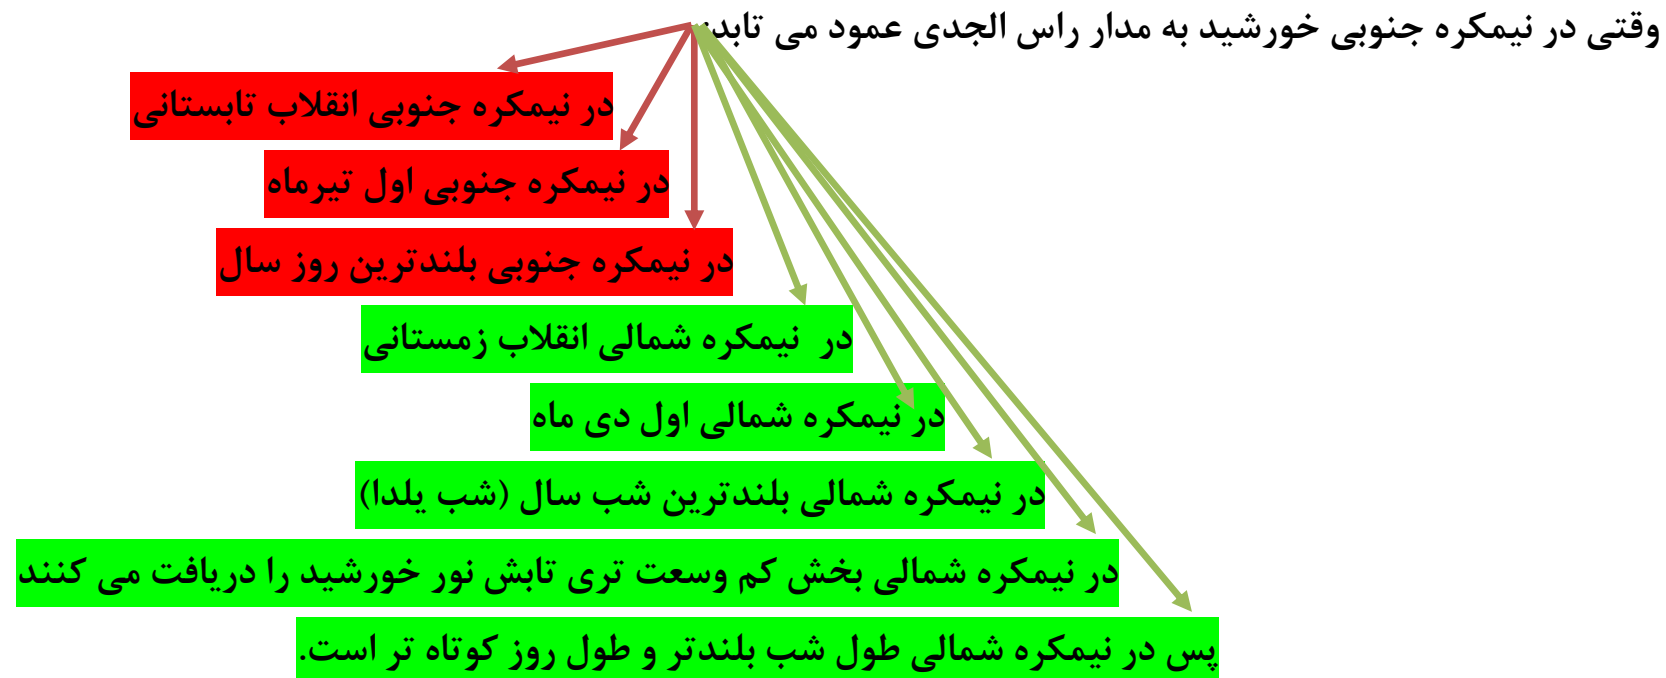 وقتی در نیمکره جنوبی خورشید به مدار راس الجدی عمود می تابد:
در نیمکره جنوبی انقلاب تابستانی
در نیمکره جنوبی اول تیرماه
در نیمکره جنوبی بلندترین روز سال
در نیمکره شمالی انقلاب زمستانی
در نیمکره شمالی اول دی ماه
در نیمکره شمالی بلندترین شب سال (شب یلدا)
در نیمکره شمالی بخش کم وسعت تری تابش نور خورشید را دریافت می کنند
پس در نیمکره شمالی طول شب بلندتر و طول روز کوتاه تر است.